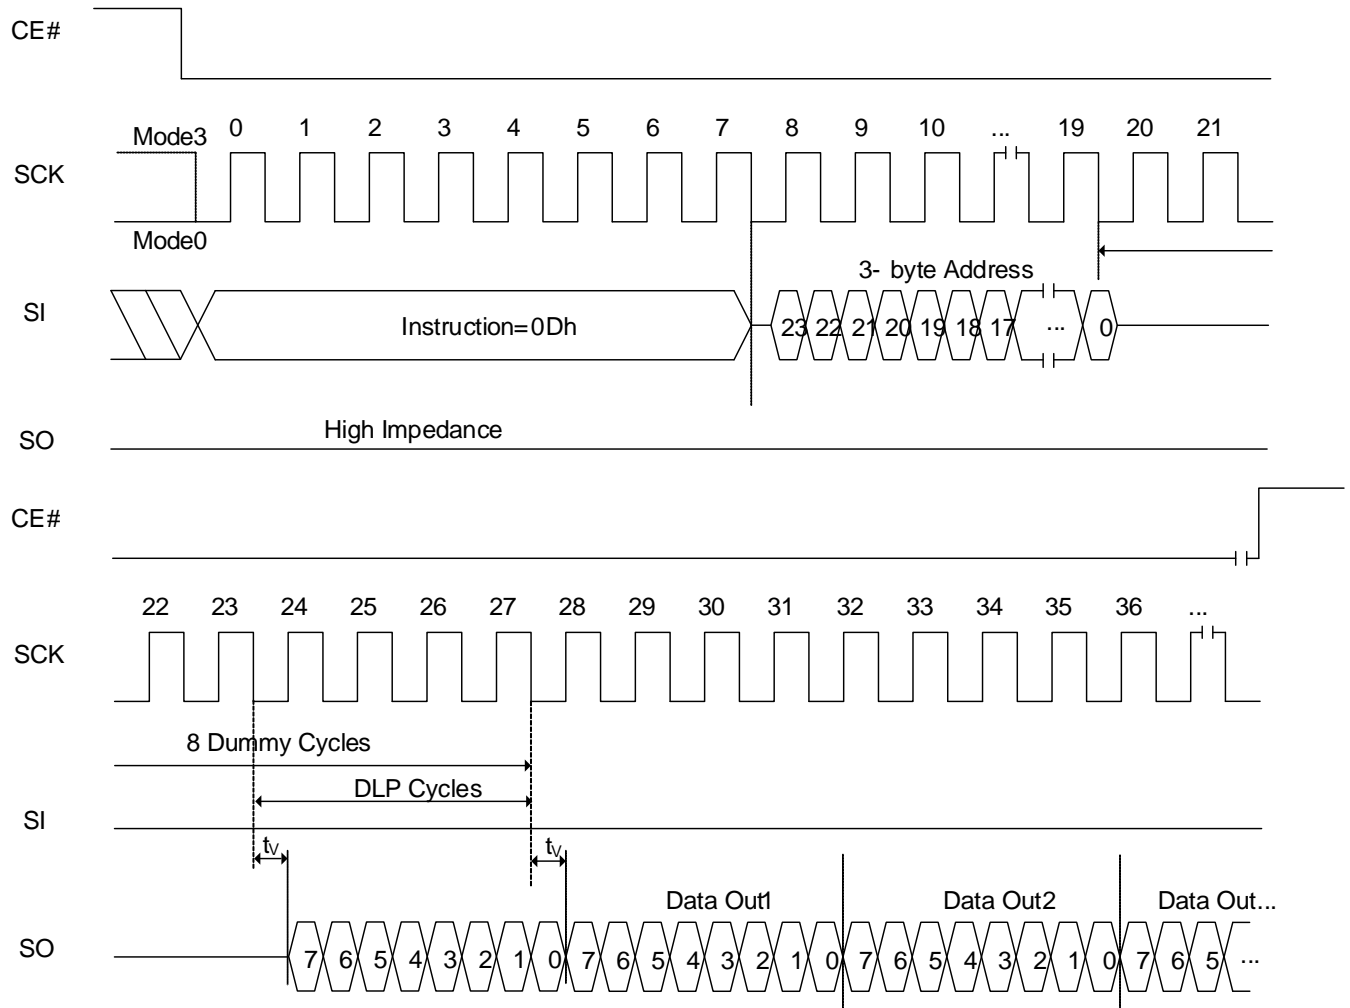 CE#
Mode3 0 1 2 3 4 5 6 7 8 9 10 ... 19 20 21
SCK
Mode0
3- byte Address
SI
Instruction=0Dh 23 22 21 20 19 18 17 ... 0
High Impedance
SO
CE#
22 23 24 25 26 27 28 29 30 31 32 33 34 35 36 ...
SCK
8 Dummy Cycles
DLP Cycles
SI
tV tV
Data Out1 Data Out2 Data Out...
SO 7 6 5 4 3 2 1 0 7 6 5 4 3 2 1 0 7 6 5 4 3 2 1 0 7 6 5 ...